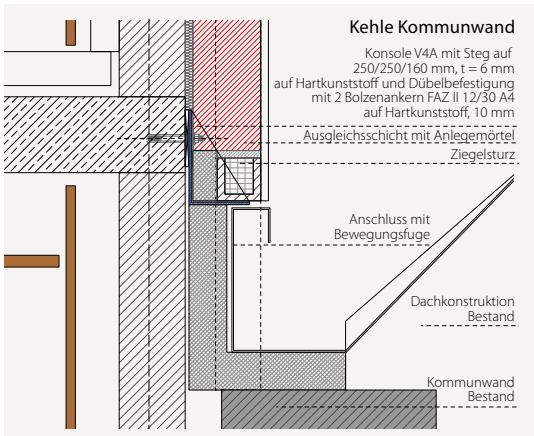 Kehle Kommunwand
Konsole V4A mit Steg auf
250/250/160 mm, t = 6 mm
auf Hartkunststoff und Dübelbefestigung
mit 2 Bolzenankern FAZ II 12/30 A4
auf Hartkunststoff, 10 mm
Ausgleichsschicht mit Anlegemörtel
Ziegelsturz
Anschluss mit
Bewegungsfuge
Dachkonstruktion
Bestand
Kommunwand
Bestand